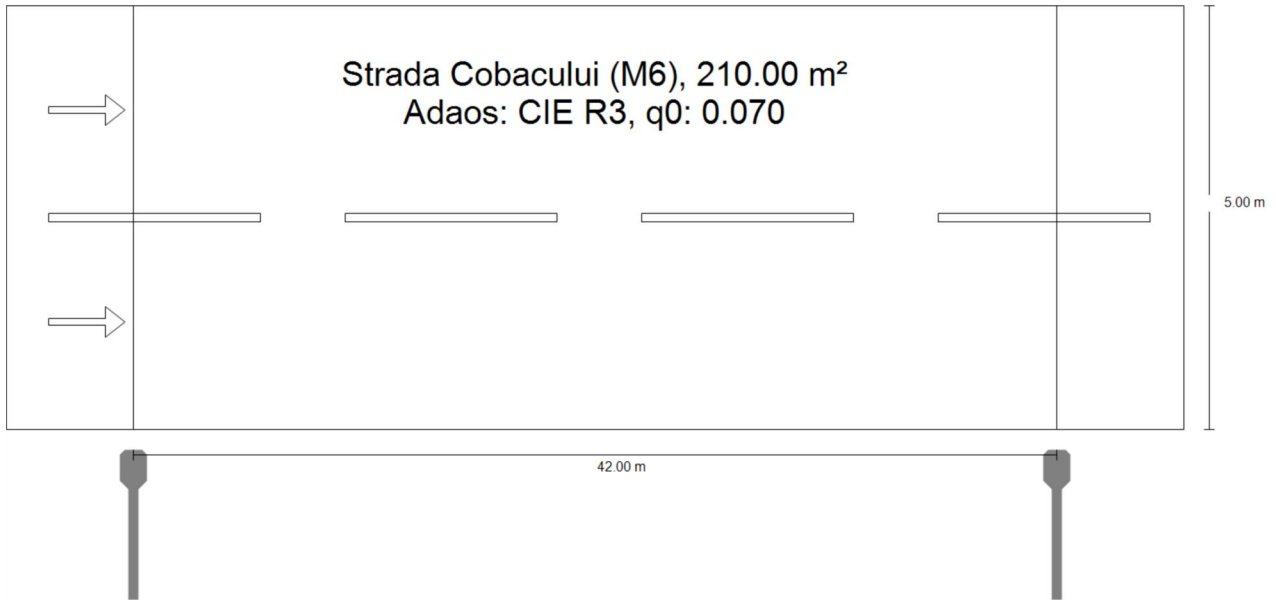 Strada Cobacului (M6), 210.00 m²
Adaos: CIE R3, q0: 0.070
5.00 m
42.00 m